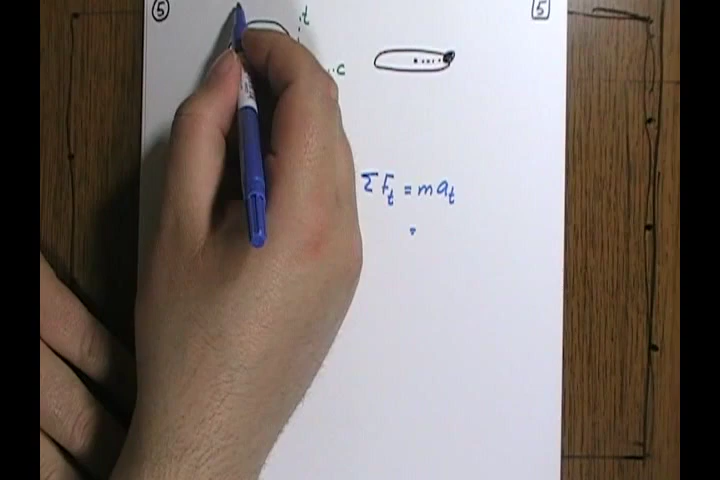 ⑤ 5
t
c
ΣF_t = ma_t
=